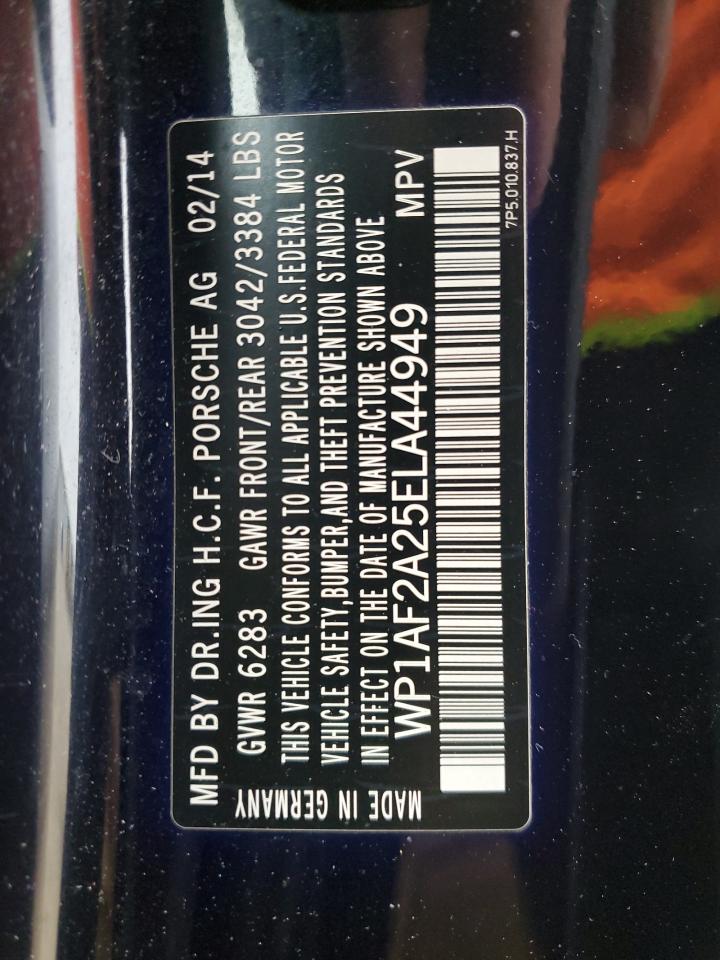 MFD BY DR.ING H.C.F. PORSCHE AG 02/14
GVWR 6283 GAWR FRONT/REAR 3042/3384 LBS
THIS VEHICLE CONFORMS TO ALL APPLICABLE U.S.FEDERAL MOTOR
VEHICLE SAFETY,BUMPER,AND THEFT PREVENTION STANDARDS
IN EFFECT ON THE DATE OF MANUFACTURE SHOWN ABOVE
WP1AF2A25ELA44949 MPV
7P5.010.837.H
MADE IN GERMANY